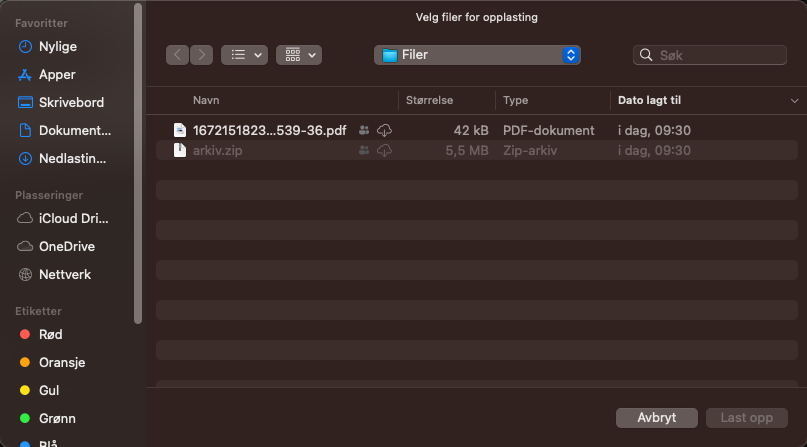 Velg filer for opplasting
Favoritter
Nylige
Apper
Skrivebord
Dokument...
Nedlastin...
Plasseringer
iCloud Dri...
OneDrive
Nettverk
Etiketter
Rød
Oransje
Gul
Grønn
Blå
Filer
Søk
Navn Størrelse Type Dato lagt til
1672151823...539-36.pdf 42 kB PDF-dokument i dag, 09:30
arkiv.zip 5,5 MB Zip-arkiv i dag, 09:30
Avbryt Last opp